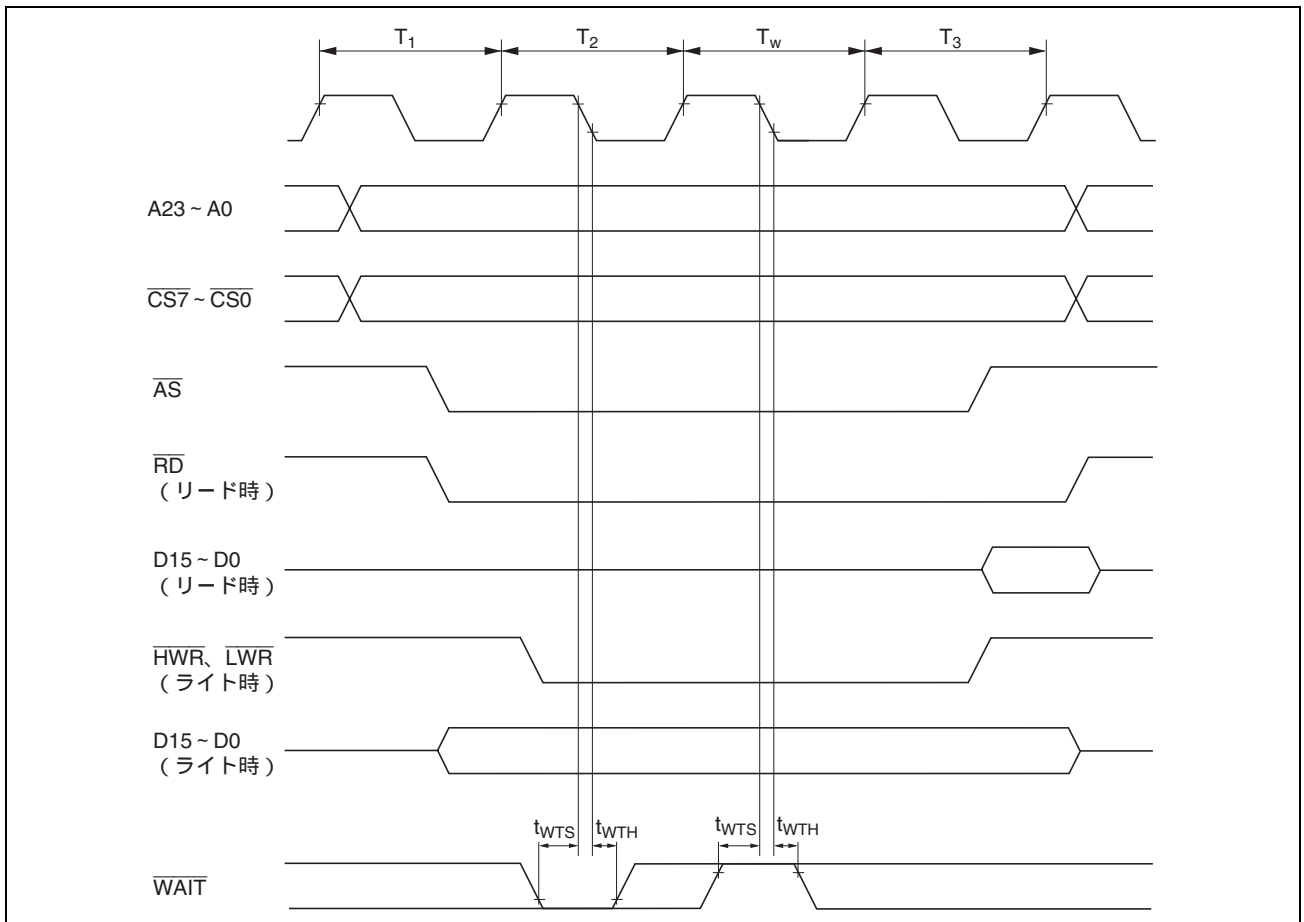 T1 T2 Tw T3
A23 ~ A0
CS7 ~ CS0
AS
RD
( リード時 )
D15 ~ D0
( リード時 )
HWR、LWR
( ライト時 )
D15 ~ D0
( ライト時 )
tWTS tWTH tWTS tWTH
WAIT